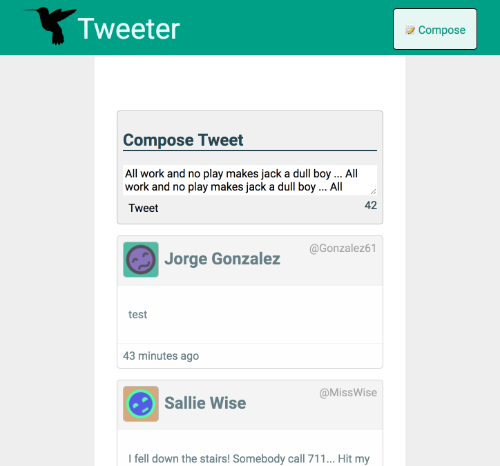 Tweeter
Compose
Compose Tweet
All work and no play makes jack a dull boy ... All
work and no play makes jack a dull boy ... All
Tweet
42
Jorge Gonzalez
@Gonzalez61
test
43 minutes ago
Sallie Wise
@MissWise
I fell down the stairs! Somebody call 711... Hit my